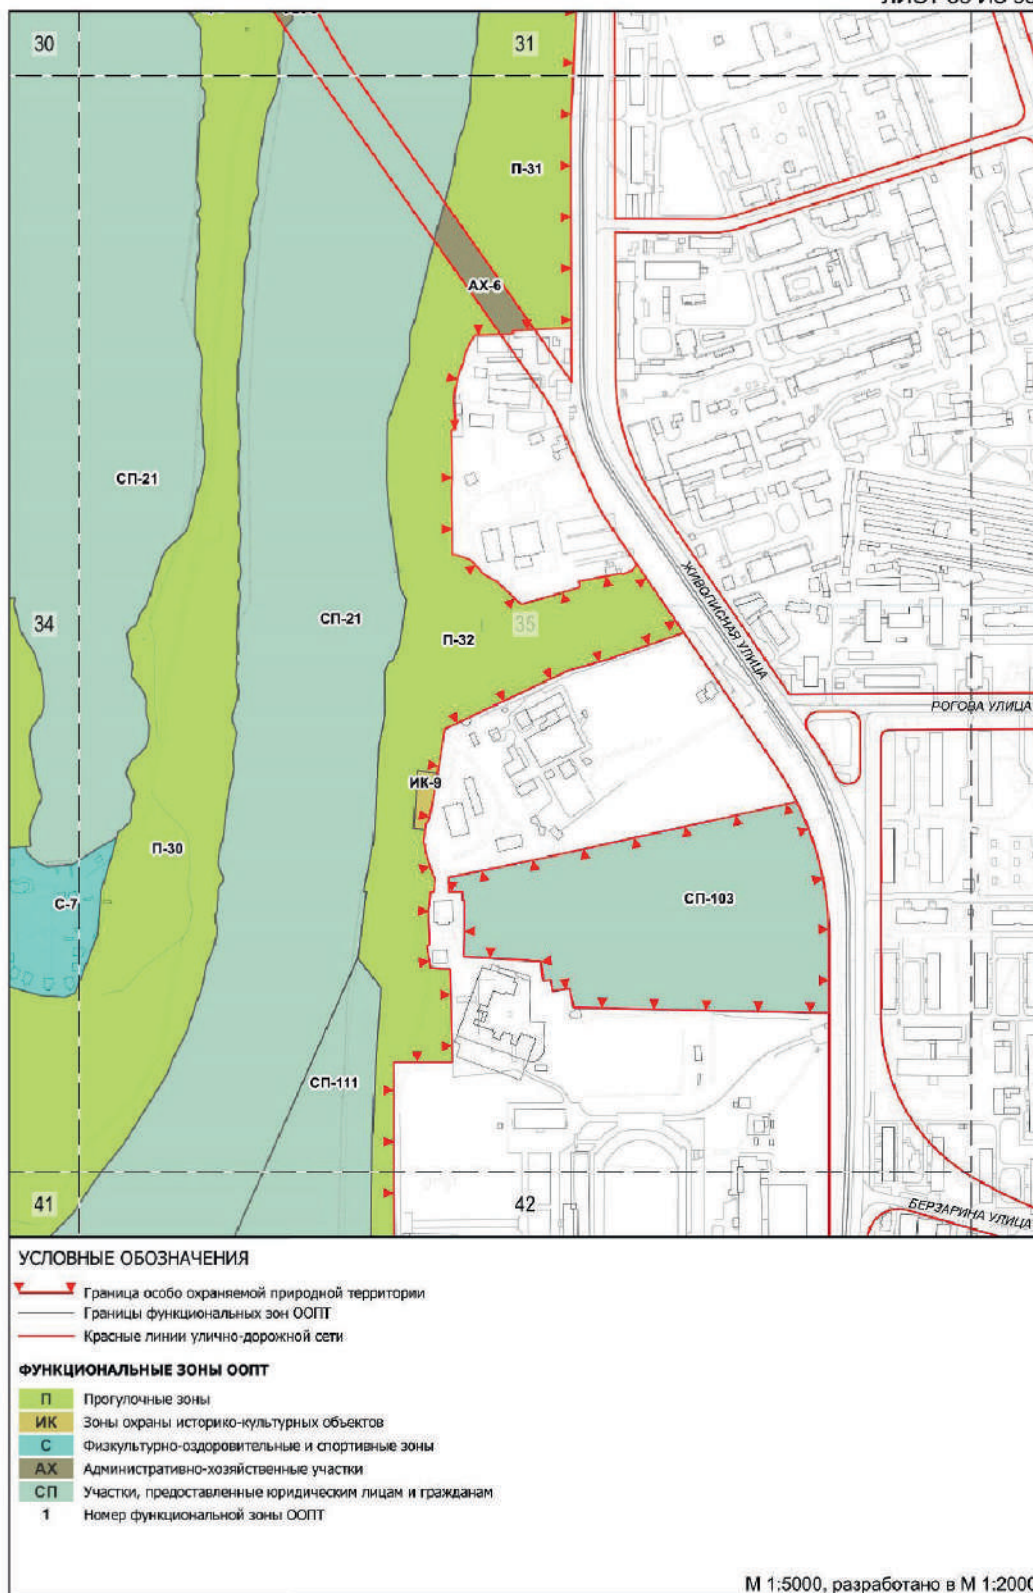 30
31
П-31
АХ-6
СП-21
ЖИВОПИСНАЯ УЛИЦА
34
СП-21
35
П-32
РОГОВА УЛИЦА
ИК-9
П-30
С-7
СП-103
СП-111
41
42
БЕРЗАРИНА УЛИЦА
УСЛОВНЫЕ ОБОЗНАЧЕНИЯ
Граница особо охраняемой природной территории
Границы функциональных зон ООПТ
Красные линии улично-дорожной сети
ФУНКЦИОНАЛЬНЫЕ ЗОНЫ ООПТ
П Прогулочные зоны
ИК Зоны охраны историко-культурных объектов
С Физкультурно-оздоровительные и спортивные зоны
АХ Административно-хозяйственные участки
СП Участки, предоставленные юридическим лицам и гражданам
1 Номер функциональной зоны ООПТ
М 1:5000, разработано в М 1:2000